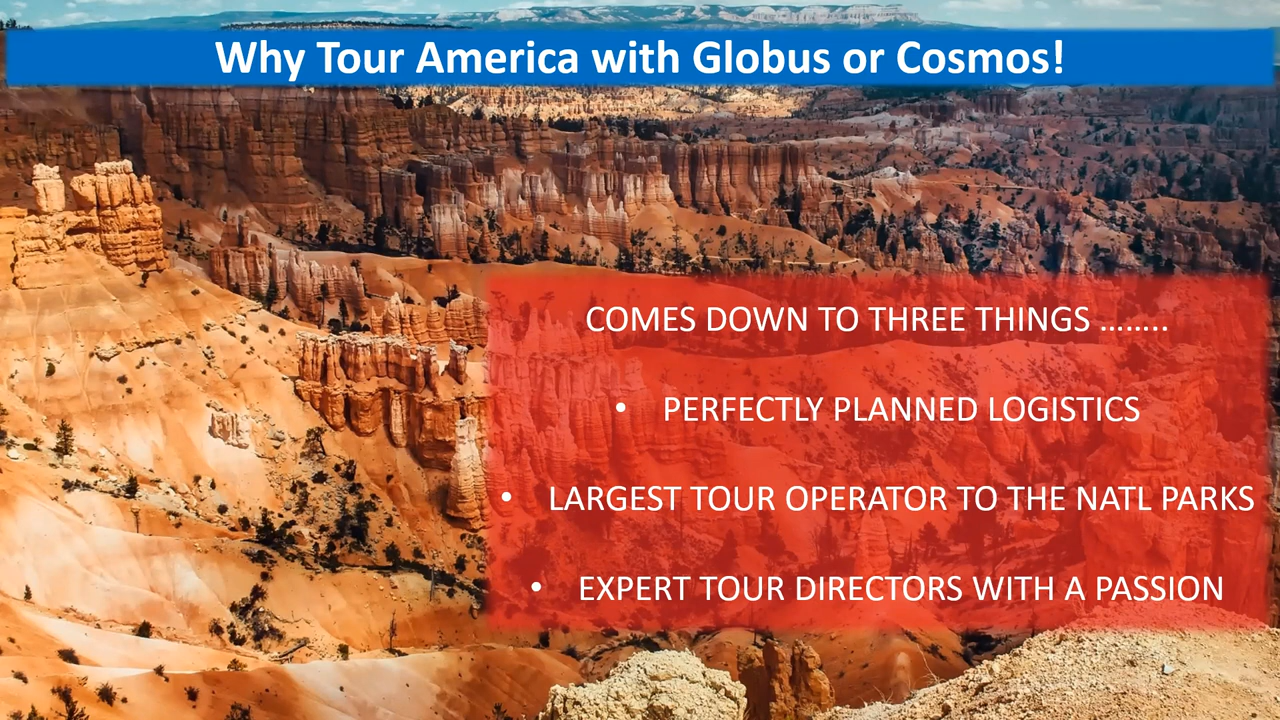 Why Tour America with Globus or Cosmos!
COMES DOWN TO THREE THINGS ……..
• PERFECTLY PLANNED LOGISTICS
• LARGEST TOUR OPERATOR TO THE NATL PARKS
• EXPERT TOUR DIRECTORS WITH A PASSION